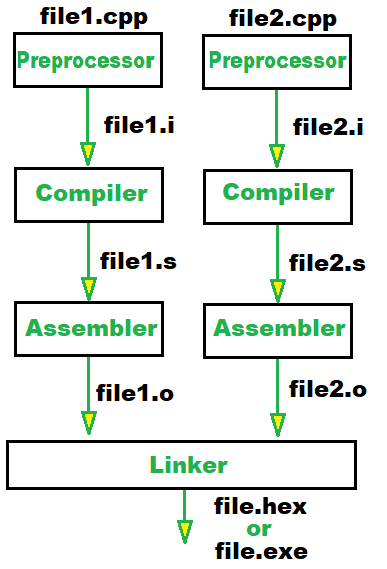 file1.cpp
file2.cpp
Preprocessor
Preprocessor
file1.i
file2.i
Compiler
Compiler
file1.s
file2.s
Assembler
Assembler
file1.o
file2.o
Linker
file.hex
or
file.exe